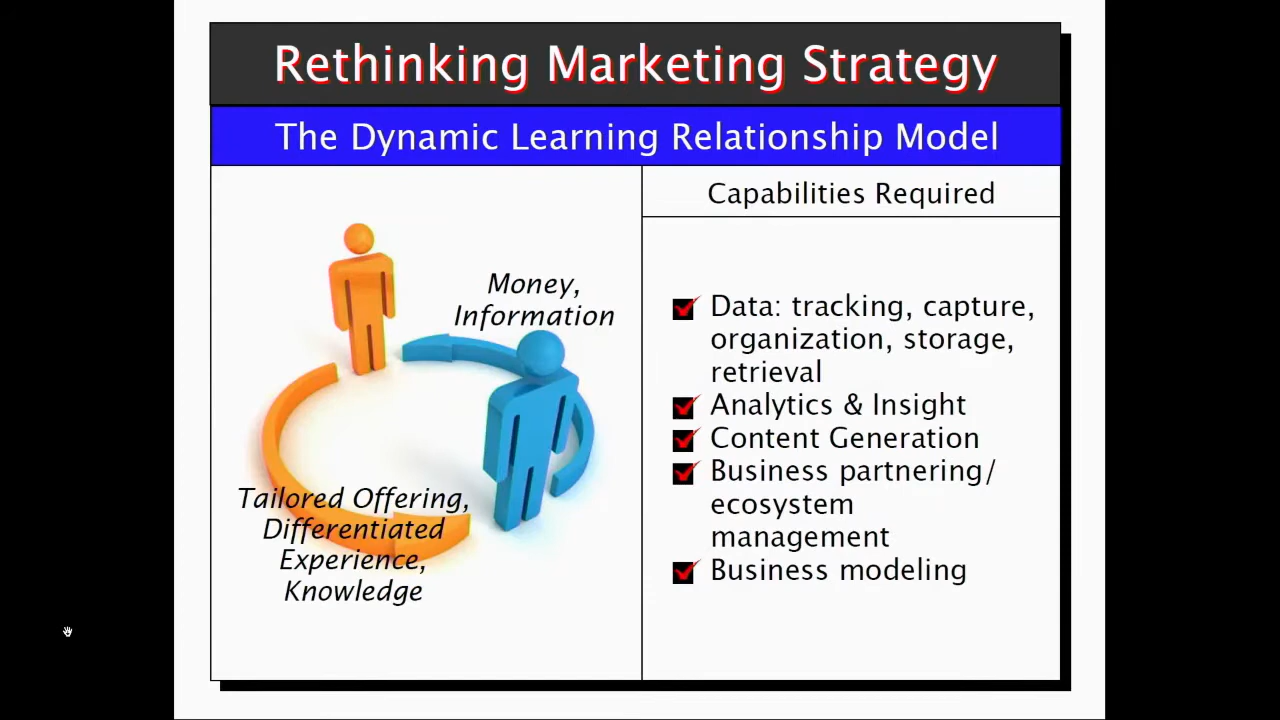 Rethinking Marketing Strategy
The Dynamic Learning Relationship Model
Money,
Information
Tailored Offering,
Differentiated
Experience,
Knowledge
Capabilities Required
Data: tracking, capture,
organization, storage,
retrieval
Analytics & Insight
Content Generation
Business partnering/
ecosystem
management
Business modeling